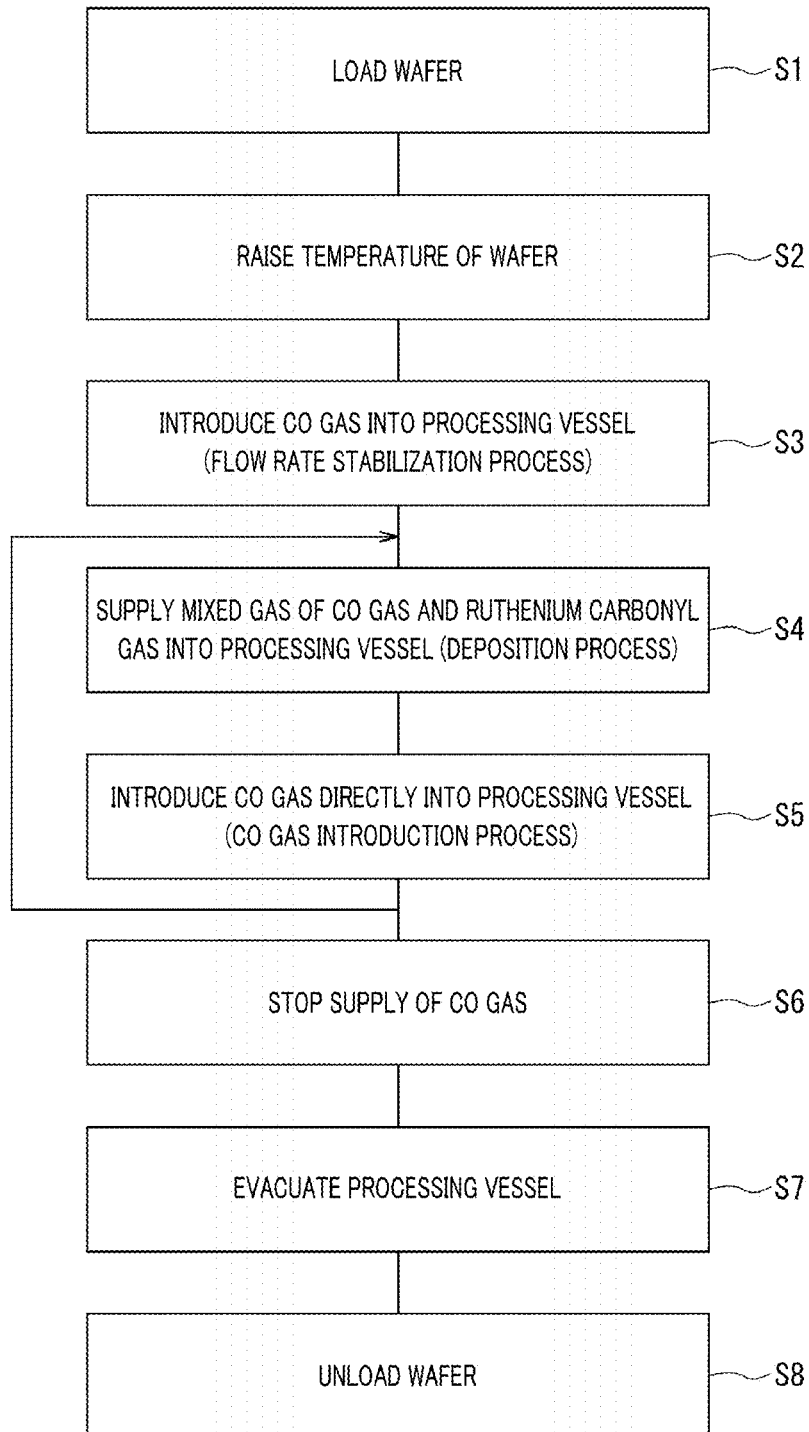 LOAD WAFER
S1
RAISE TEMPERATURE OF WAFER
S2
INTRODUCE CO GAS INTO PROCESSING VESSEL
(FLOW RATE STABILIZATION PROCESS)
S3
SUPPLY MIXED GAS OF CO GAS AND RUTHENIUM CARBONYL
GAS INTO PROCESSING VESSEL (DEPOSITION PROCESS)
S4
INTRODUCE CO GAS DIRECTLY INTO PROCESSING VESSEL
(CO GAS INTRODUCTION PROCESS)
S5
STOP SUPPLY OF CO GAS
S6
EVACUATE PROCESSING VESSEL
S7
UNLOAD WAFER
S8